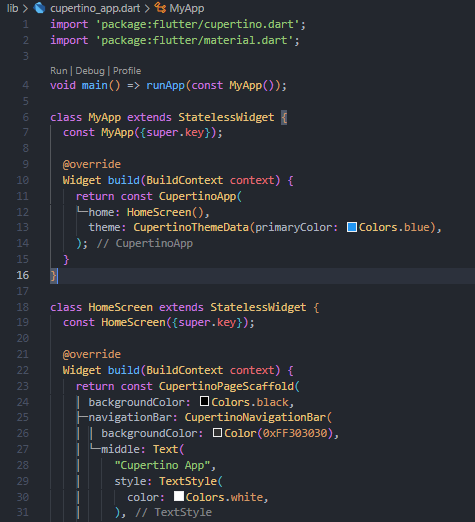 lib > cupertino_app.dart > MyApp
1 import 'package:flutter/cupertino.dart';
2 import 'package:flutter/material.dart';
3
Run | Debug | Profile
4 void main() => runApp(const MyApp());
5
6 class MyApp extends StatelessWidget {
7 const MyApp({super.key});
8
9 @override
10 Widget build(BuildContext context) {
11 return const CupertinoApp(
12 home: HomeScreen(),
13 theme: CupertinoThemeData(primaryColor: Colors.blue),
14 ); // CupertinoApp
15 }
16 }
17
18 class HomeScreen extends StatelessWidget {
19 const HomeScreen({super.key});
20
21 @override
22 Widget build(BuildContext context) {
23 return const CupertinoPageScaffold(
24 backgroundColor: Colors.black,
25 navigationBar: CupertinoNavigationBar(
26 backgroundColor: Color(0xFF303030),
27 middle: Text(
28 "Cupertino App",
29 style: TextStyle(
30 color: Colors.white,
31 ), // TextStyle